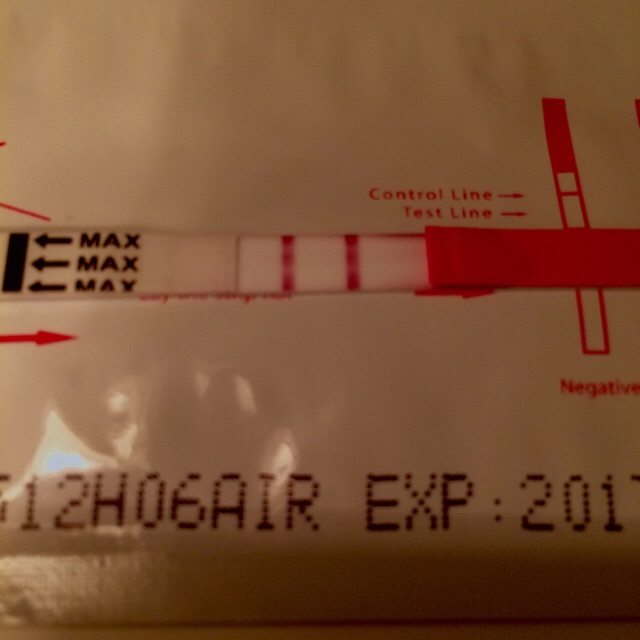 Control Line
Test Line
MAX
MAX
MAX
Negative
12H06AIR EXP:201